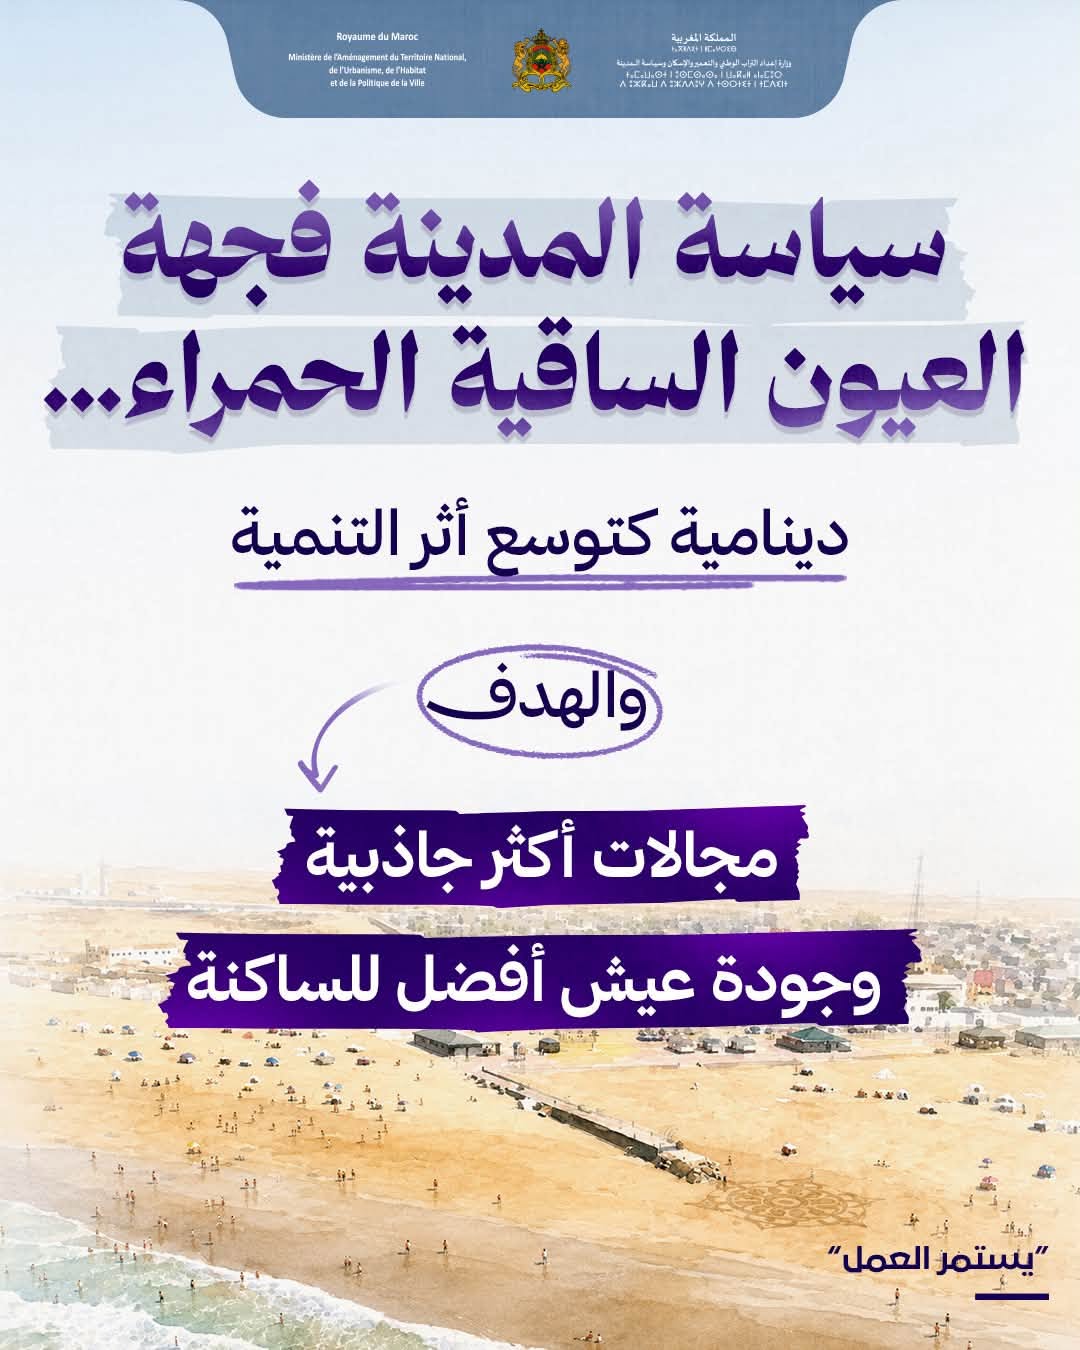 Royaume du Maroc
Ministère de l'Aménagement du Territoire National,
de l'Urbanisme, de l'Habitat
et de la Politique de la Ville
المملكة المغربية
ⵜⴰⴳⵍⴷⵉⵜ ⵏ ⵍⵎⵖⵔⵉⴱ
وزارة إعداد التراب الوطني والتعمير والإسكان وسياسة المدينة
سياسة المدينة فجهة
العيون الساقية الحمراء...
دينامية كتوسع أثر التنمية
والهدف
مجالات أكثر جاذبية
وجودة عيش أفضل للساكنة
"يستمر العمل"